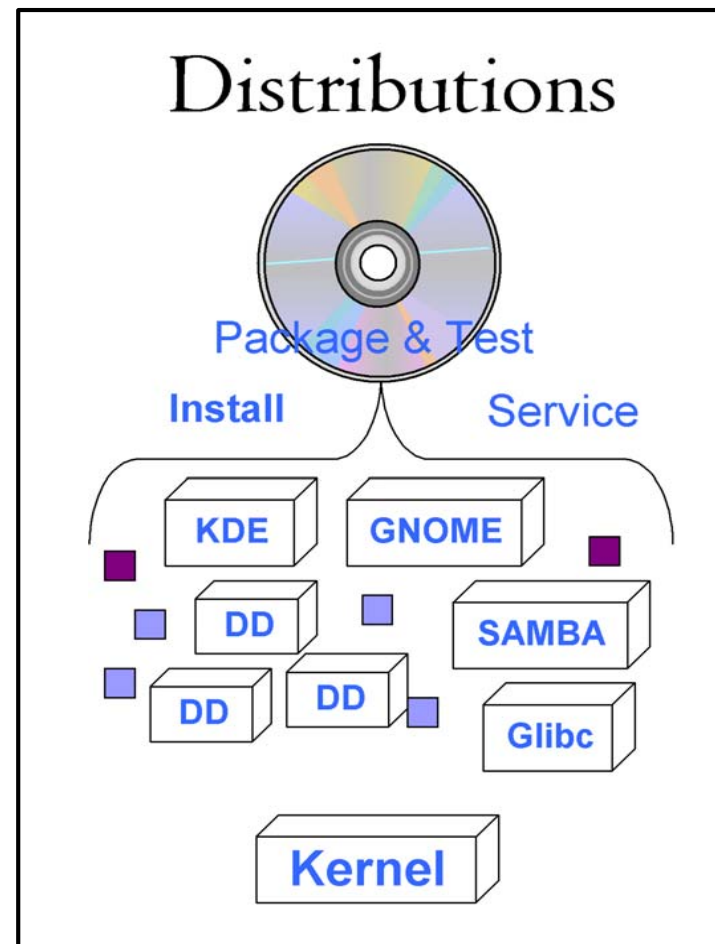 Distributions
Package & Test
Install Service
KDE GNOME
DD SAMBA
DD DD Glibc
Kernel